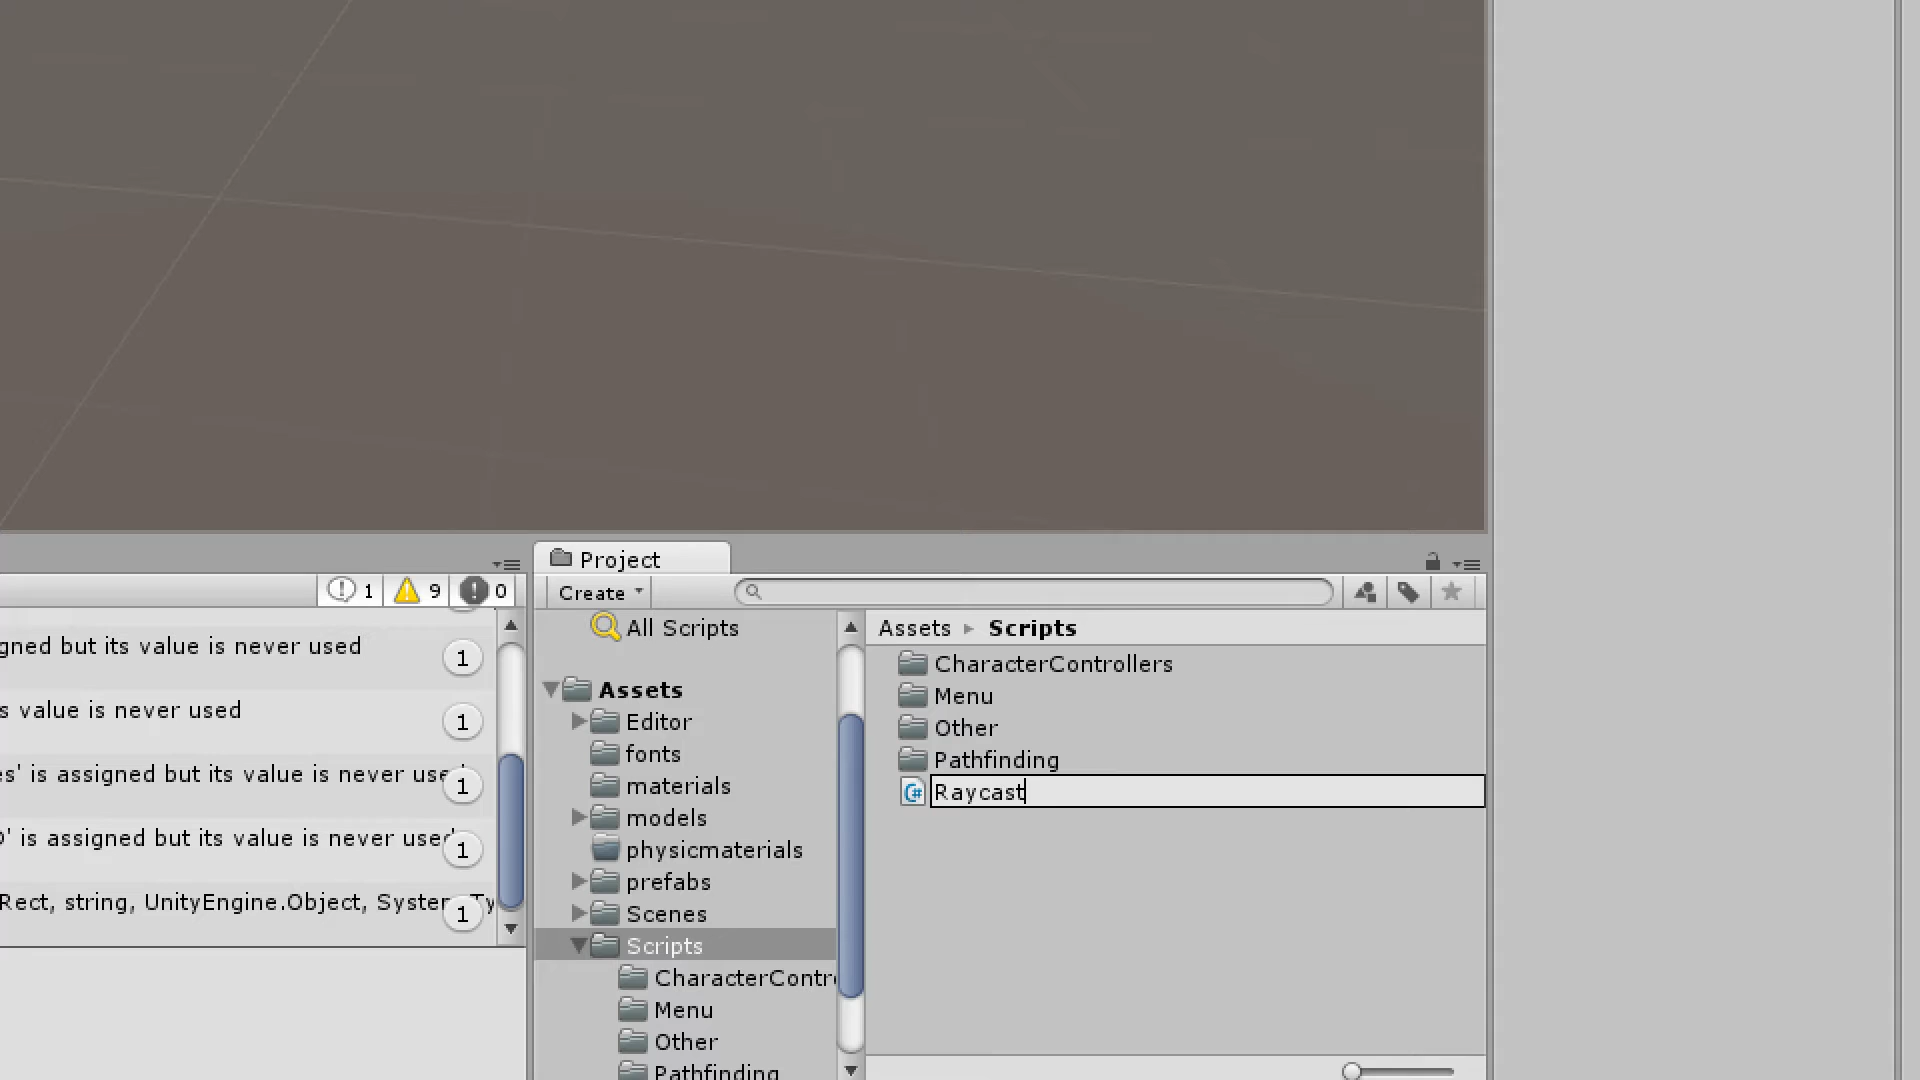 Project
1 9 0
Create
All Scripts
Assets ▸ Scripts
gned but its value is never used 1
s value is never used 1
es' is assigned but its value is never use 1
' is assigned but its value is never used 1
Rect, string, UnityEngine.Object, System.Ty 1
Assets
Editor
fonts
materials
models
physicmaterials
prefabs
Scenes
Scripts
CharacterContro
Menu
Other
Pathfinding
CharacterControllers
Menu
Other
Pathfinding
Raycast